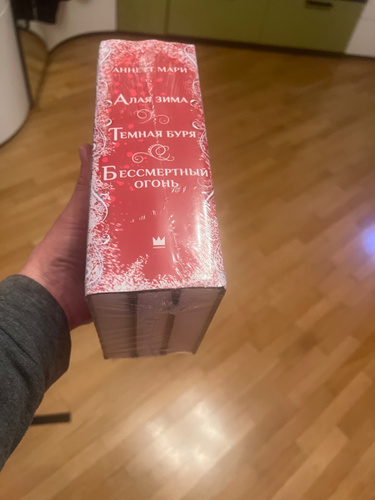 АННЕТТ МАРИ
АЛАЯ ЗИМА
ТЕМНАЯ БУРЯ
БЕССМЕРТНЫЙ
ОГОНЬ